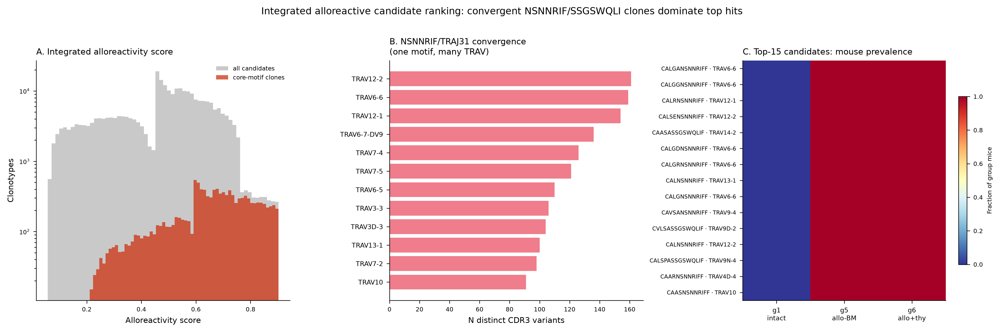 Integrated alloreactive candidate ranking: convergent NSNNRIF/SSGSWQLI clones dominate top hits
A. Integrated alloreactivity score
all candidates
core-motif clones
Clonotypes
10⁴
10³
10²
0.2 0.4 0.6 0.8
Alloreactivity score
B. NSNNRIF/TRAJ31 convergence
(one motif, many TRAV)
TRAV12-2
TRAV6-6
TRAV12-1
TRAV6-7-DV9
TRAV7-4
TRAV7-5
TRAV6-5
TRAV3-3
TRAV3D-3
TRAV13-1
TRAV7-2
TRAV10
0 20 40 60 80 100 120 140 160
N distinct CDR3 variants
C. Top-15 candidates: mouse prevalence
CALGANSNNRIFF · TRAV6-6
CALGGNSNNRIFF · TRAV6-6
CALRNSNNRIFF · TRAV12-1
CALSENSNNRIFF · TRAV12-2
CAASASSGSWQLIF · TRAV14-2
CALGDNSNNRIFF · TRAV6-6
CALGRNSNNRIFF · TRAV6-6
CALNSNNRIFF · TRAV13-1
CALGNSNNRIFF · TRAV6-6
CAVSANSNNRIFF · TRAV9-4
CVLSASSGSWQLIF · TRAV9D-2
CALNSNNRIFF · TRAV12-2
CALSPASSGSWQLIF · TRAV9N-4
CAARNSNNRIFF · TRAV4D-4
CAASNSNNRIFF · TRAV10
g1 g5 g6
intact allo-BM allo+thy
1.0
0.8
0.6
0.4
0.2
0.0
Fraction of group mice